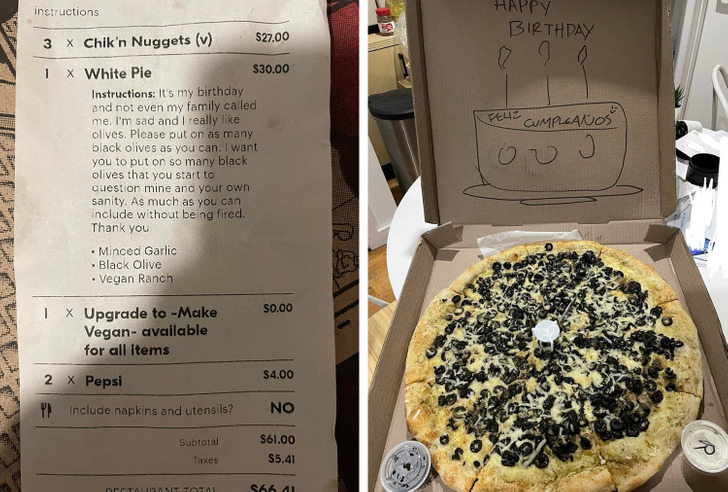 instructions
3 x Chik'n Nuggets (v) $27.00
1 x White Pie $30.00
Instructions: It's my birthday
and not even my family called
me. I'm sad and I really like
olives. Please put on as many
black olives as you can. I want
you to put on so many black
olives that you start to
question mine and your own
sanity. As much as you can
include without being fired.
Thank you
• Minced Garlic
• Black Olive
• Vegan Ranch
1 x Upgrade to -Make $0.00
Vegan- available
for all items
2 x Pepsi $4.00
Include napkins and utensils? NO
Subtotal $61.00
Taxes $5.41
RESTAURANT TOTAL $66.41
HAPPY
BIRTHDAY
FELIZ CUMPLEANOS
R